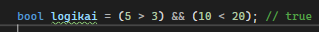 bool logikai = (5 > 3) && (10 < 20); // true